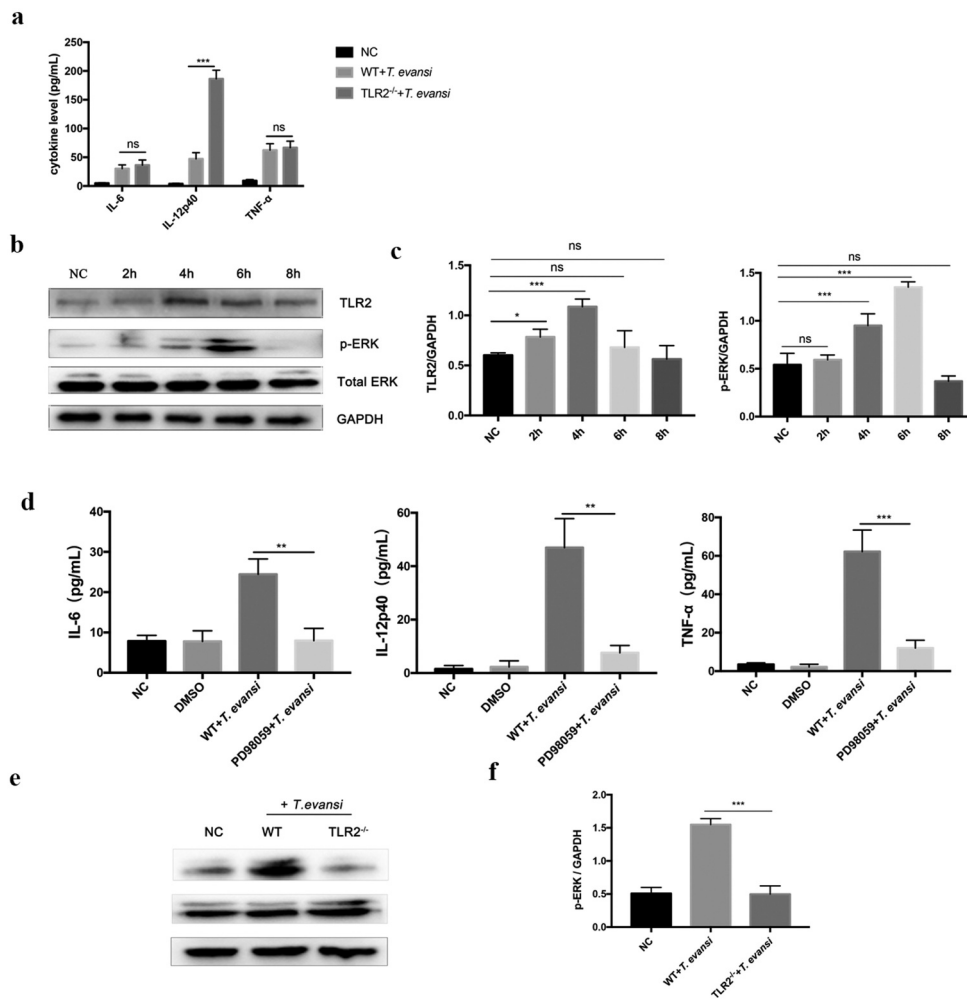 a
cytokine level (pg/mL)
250
200
150
100
50
0
ns
***
ns
IL-6
IL-12p40
TNF-α
NC
WT+T. evansi
TLR2-/-+T. evansi
b
NC 2h 4h 6h 8h
TLR2
p-ERK
Total ERK
GAPDH
c
TLR2/GAPDH
1.5
1.0
0.5
0.0
ns
ns
***
*
NC
2h
4h
6h
8h
p-ERK/GAPDH
1.5
1.0
0.5
0.0
ns
***
***
ns
NC
2h
4h
6h
8h
d
IL-6 (pg/mL)
40
30
20
10
0
**
NC
DMSO
WT+T. evansi
PD98059+T. evansi
IL-12p40 (pg/mL)
60
40
20
0
**
NC
DMSO
WT+T. evansi
PD98059+T. evansi
TNF-α (pg/mL)
80
60
40
20
0
***
NC
DMSO
WT+T. evansi
PD98059+T. evansi
e
+ T.evansi
NC WT TLR2-/-
f
p-ERK / GAPDH
2.0
1.5
1.0
0.5
0.0
***
NC
WT+T. evansi
TLR2-/-+T. evansi